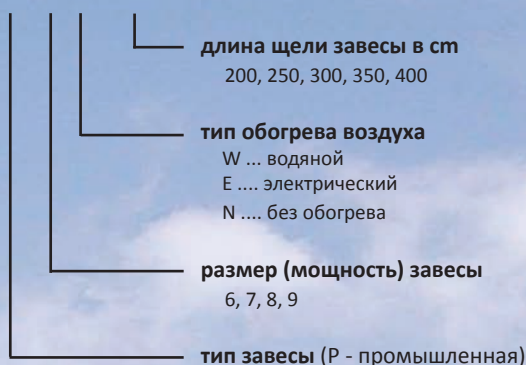 длина щели завесы в cm
200, 250, 300, 350, 400
тип обогрева воздуха
W ... водяной
E .... электрический
N .... без обогрева
размер (мощность) завесы
6, 7, 8, 9
тип завесы (P - промышленная)